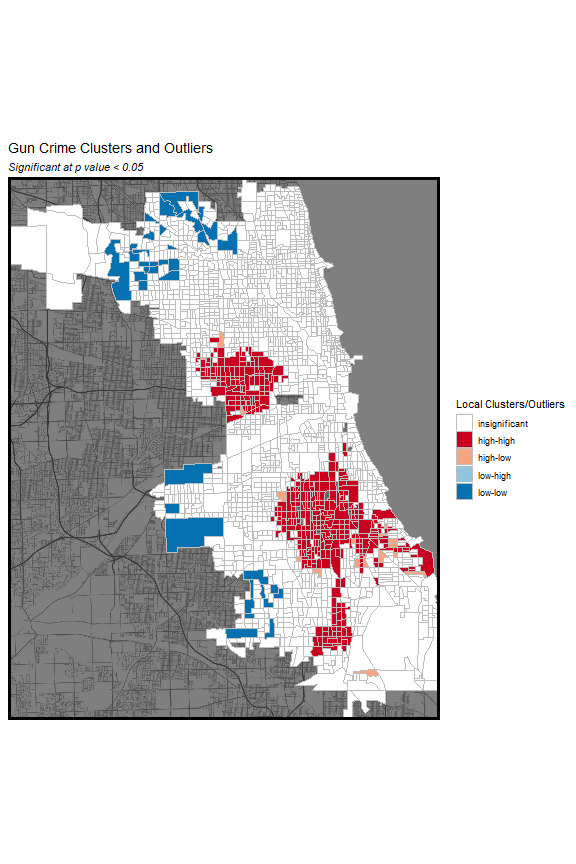 Gun Crime Clusters and Outliers
Significant at p value < 0.05
Local Clusters/Outliers
insignificant
high-high
high-low
low-high
low-low